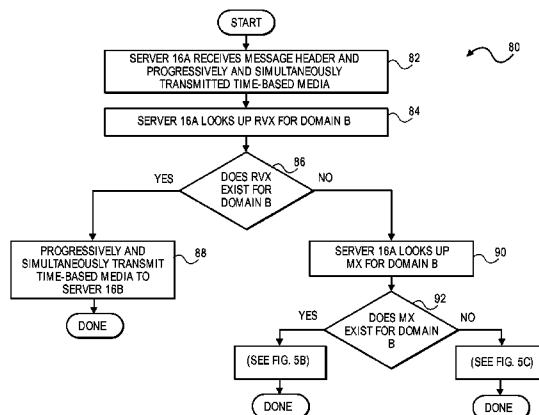 START
80
SERVER 16A RECEIVES MESSAGE HEADER AND
PROGRESSIVELY AND SIMULTANEOUSLY
TRANSMITTED TIME-BASED MEDIA
82
SERVER 16A LOOKS UP RVX FOR DOMAIN B
84
86
YES
DOES RVX
EXIST FOR
DOMAIN B
NO
PROGRESSIVELY AND
SIMULTANEOUSLY TRANSMIT
TIME-BASED MEDIA TO
SERVER 16B
88
SERVER 16A LOOKS UP
MX FOR DOMAIN B
90
DONE
92
YES
DOES MX
EXIST FOR DOMAIN
B
NO
(SEE FIG. 5B)
(SEE FIG. 5C)
DONE
DONE